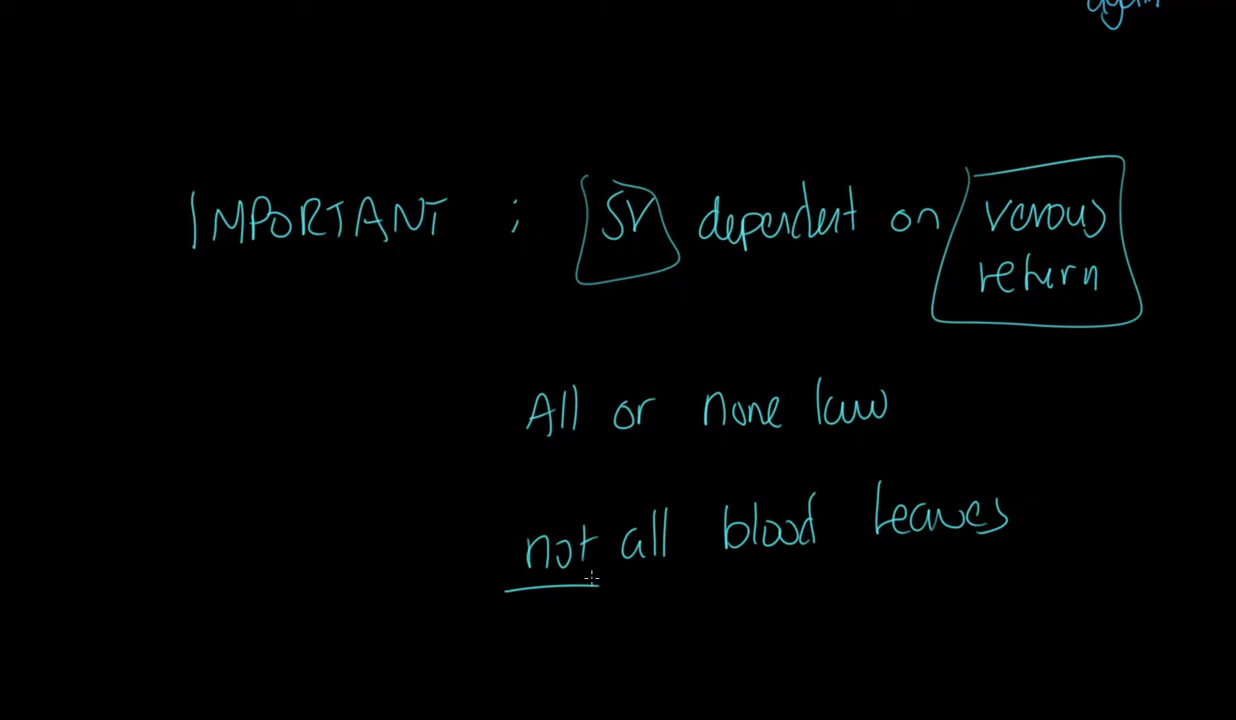 IMPORTANT : SV dependent on venous
return
All or none law
not all blood leaves